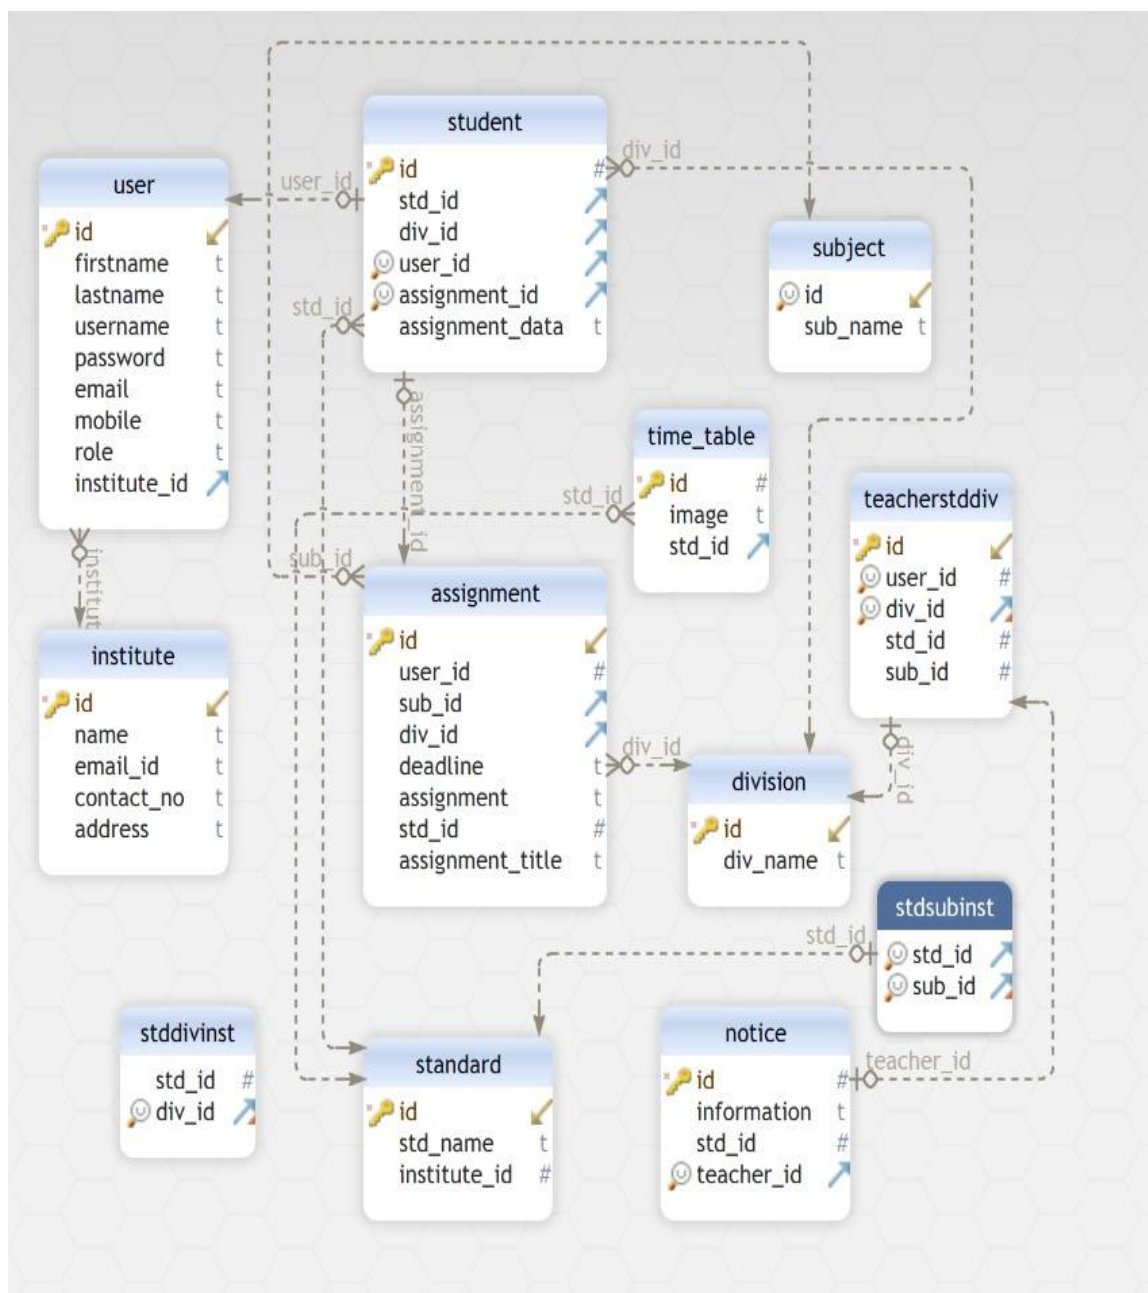 student
id #
std_id
div_id
user_id
assignment_id
assignment_data t
user
id
firstname t
lastname t
username t
password t
email t
mobile t
role t
institute_id
subject
id
sub_name t
time_table
id #
image t
std_id
teacherstddiv
id
user_id #
div_id
std_id #
sub_id #
assignment
id
user_id #
sub_id
div_id
deadline t
assignment t
std_id #
assignment_title t
institute
id
name t
email_id t
contact_no t
address t
division
id
div_name t
stdsubinst
std_id
sub_id
stddivinst
std_id #
div_id
standard
id
std_name t
institute_id #
notice
id #
information t
std_id #
teacher_id
user_id
div_id
std_id
assignment_id
std_id
sub_id
institut
div_id
div_id
std_id
teacher_id